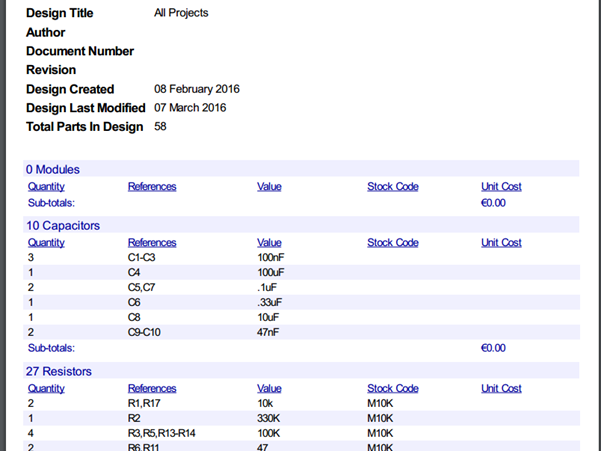 Design Title All Projects
Author
Document Number
Revision
Design Created 08 February 2016
Design Last Modified 07 March 2016
Total Parts In Design 58
0 Modules
Quantity References Value Stock Code Unit Cost
Sub-totals: €0.00
10 Capacitors
Quantity References Value Stock Code Unit Cost
3 C1-C3 100nF
1 C4 100uF
2 C5,C7 .1uF
1 C6 .33uF
1 C8 10uF
2 C9-C10 47nF
Sub-totals: €0.00
27 Resistors
Quantity References Value Stock Code Unit Cost
2 R1,R17 10k M10K
1 R2 330K M10K
4 R3,R5,R13-R14 100K M10K
2 R6,R11 47 M10K